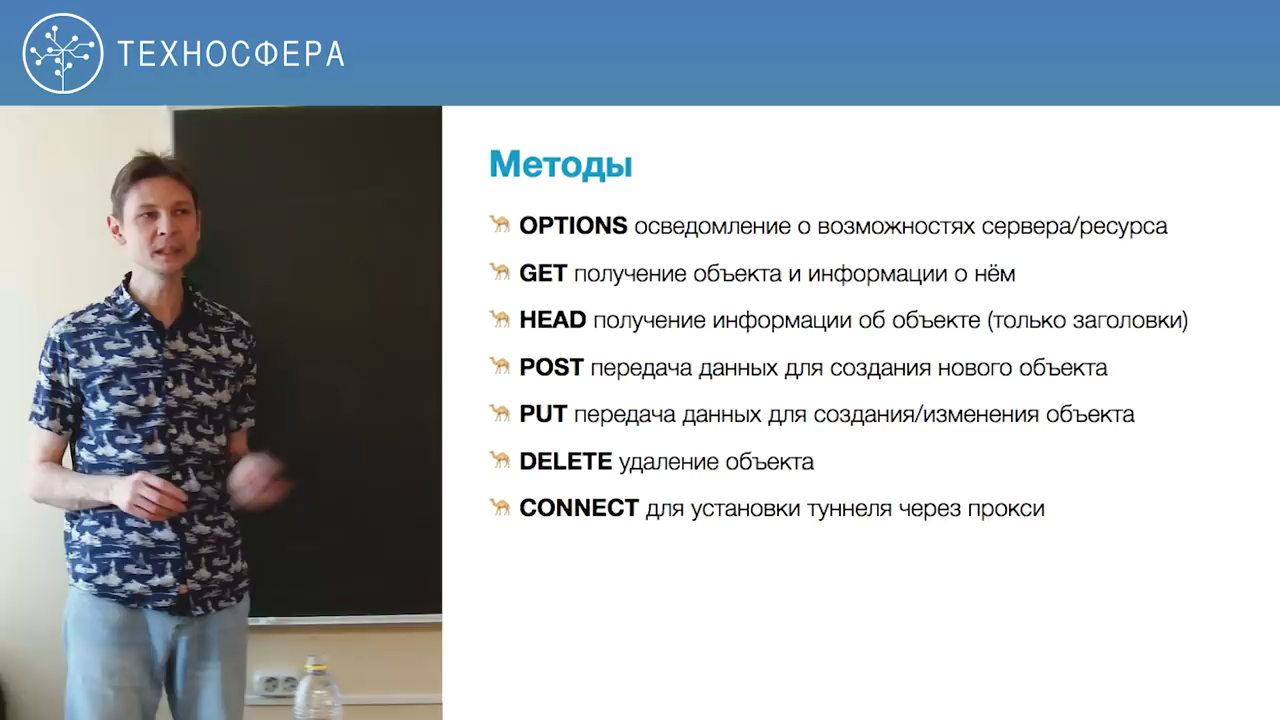 ТЕХНОСФЕРА
Методы
OPTIONS осведомление о возможностях сервера/ресурса
GET получение объекта и информации о нём
HEAD получение информации об объекте (только заголовки)
POST передача данных для создания нового объекта
PUT передача данных для создания/изменения объекта
DELETE удаление объекта
CONNECT для установки туннеля через прокси